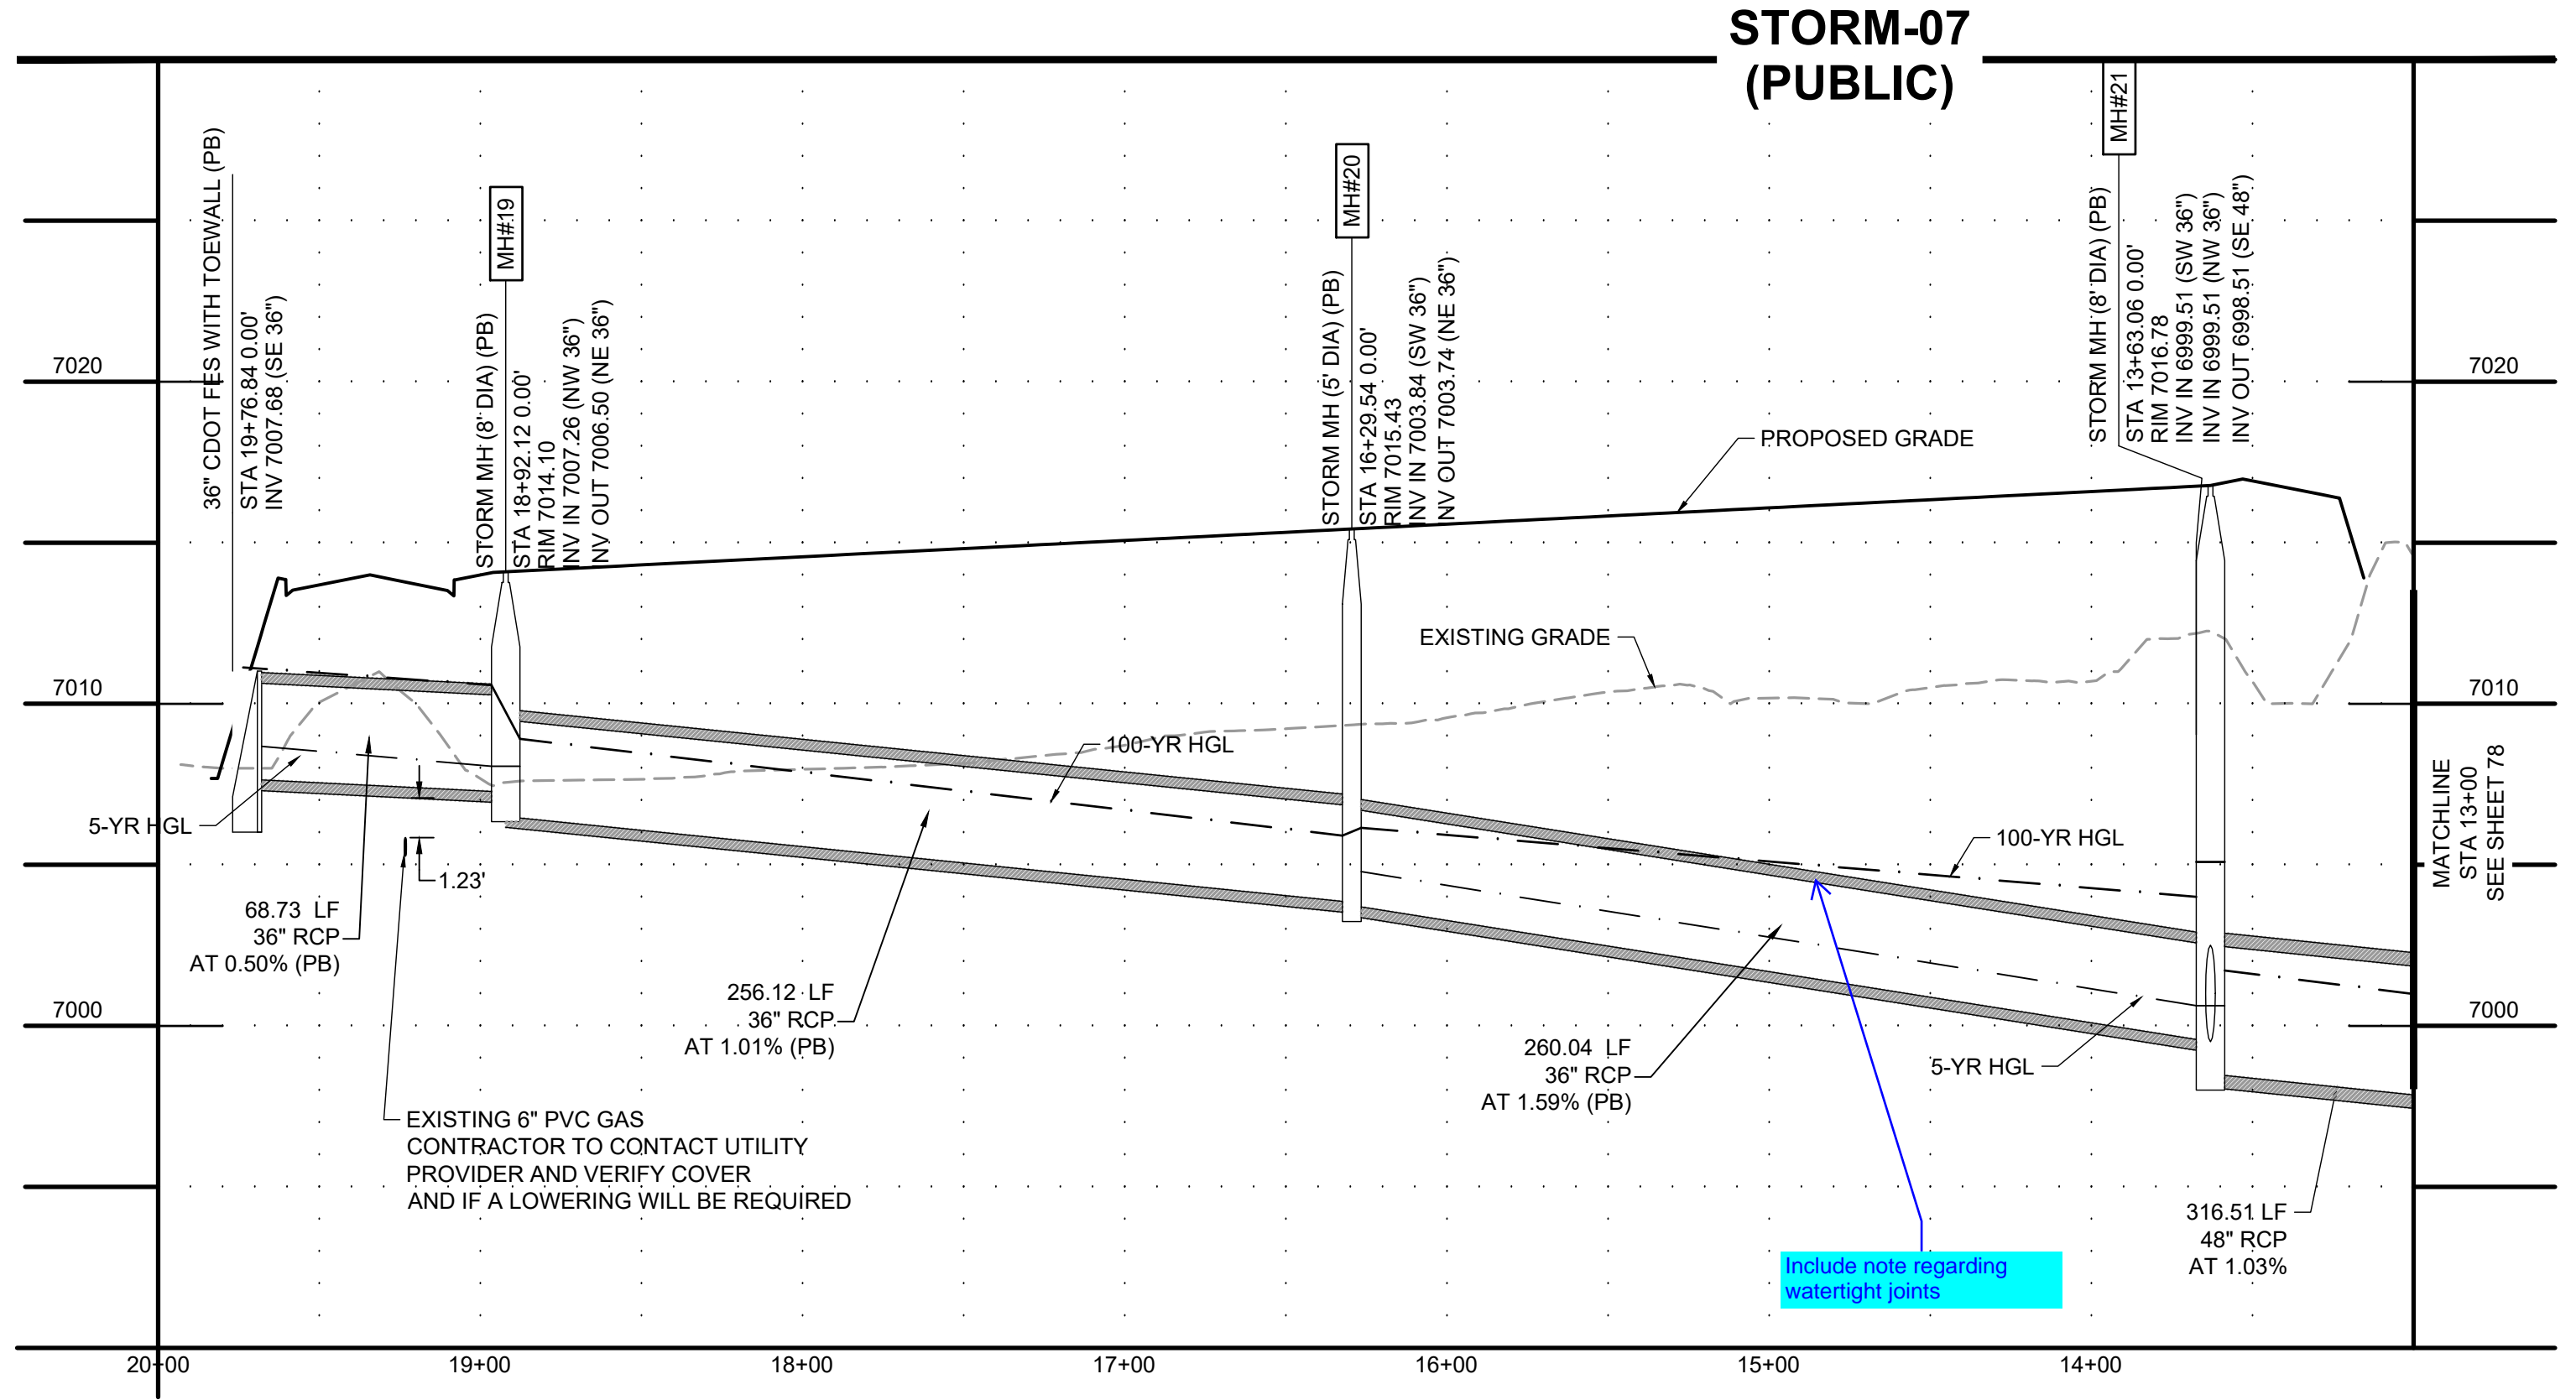 STORM-07
(PUBLIC)
36" CDOT FES WITH TOEWALL (PB)
STA 19+76.84 0.00'
INV 7007.68 (SE 36")
MH#19
STORM MH (8' DIA) (PB)
STA 18+92.12 0.00'
RIM 7014.10
INV IN 7007.26 (NW 36")
INV OUT 7006.50 (NE 36")
MH#20
STORM MH (5' DIA) (PB)
STA 16+29.54 0.00'
RIM 7015.43
INV IN 7003.84 (SW 36")
INV OUT 7003.74 (NE 36")
MH#21
STORM MH (8' DIA) (PB)
STA 13+63.06 0.00'
RIM 7016.78
INV IN 6999.51 (SW 36")
INV IN 6999.51 (NW 36")
INV OUT 6998.51 (SE 48")
7020
7020
PROPOSED GRADE
EXISTING GRADE
7010
7010
100-YR HGL
5-YR HGL
100-YR HGL
MATCHLINE
STA 13+00
SEE SHEET 78
1.23'
68.73 LF
36" RCP
AT 0.50% (PB)
256.12 LF
36" RCP
AT 1.01% (PB)
7000
7000
260.04 LF
36" RCP
AT 1.59% (PB)
5-YR HGL
EXISTING 6" PVC GAS
CONTRACTOR TO CONTACT UTILITY
PROVIDER AND VERIFY COVER
AND IF A LOWERING WILL BE REQUIRED
316.51 LF
48" RCP
AT 1.03%
Include note regarding
watertight joints
20+00
19+00
18+00
17+00
16+00
15+00
14+00